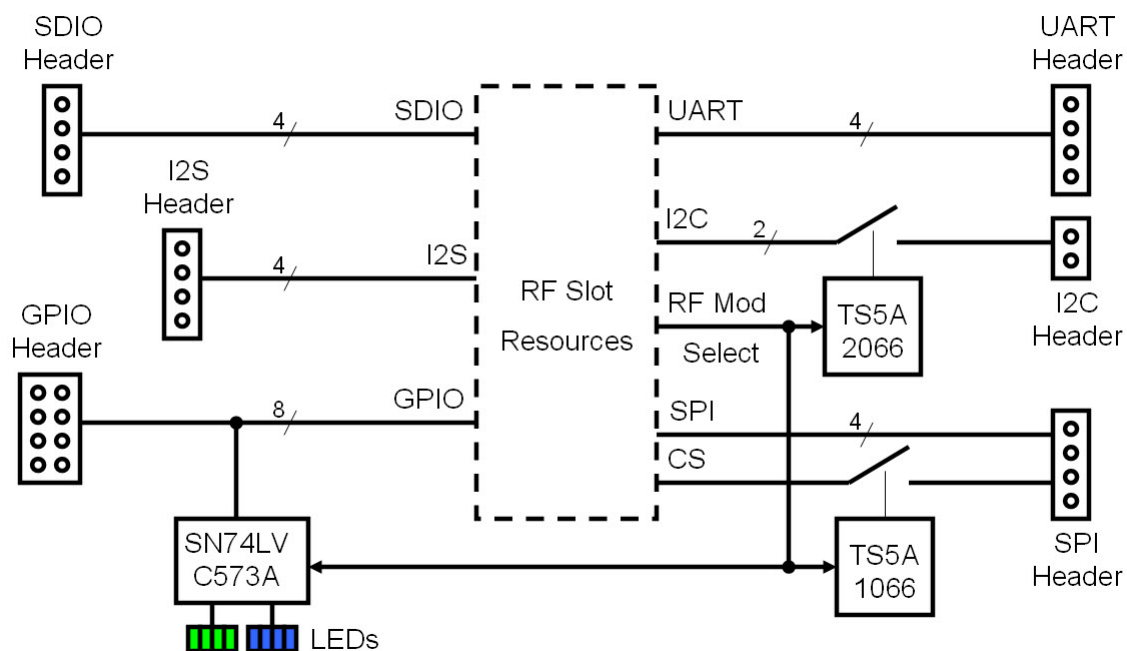 SDIO
Header
UART
Header
4
SDIO
UART
4
I2S
Header
I2C
2
4
I2S
RF Slot
Resources
RF Mod
Select
TS5A
2066
I2C
Header
GPIO
Header
8
GPIO
SPI
4
CS
SN74LV
C573A
TS5A
1066
SPI
Header
LEDs